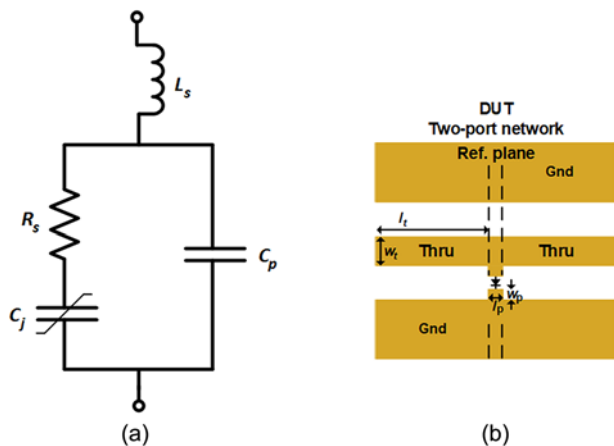 Ls
Rs
Cp
Cj
(a)
DUT
Two-port network
Ref. plane
Gnd
lt
wt
Thru
Thru
wp
lp
Gnd
(b)